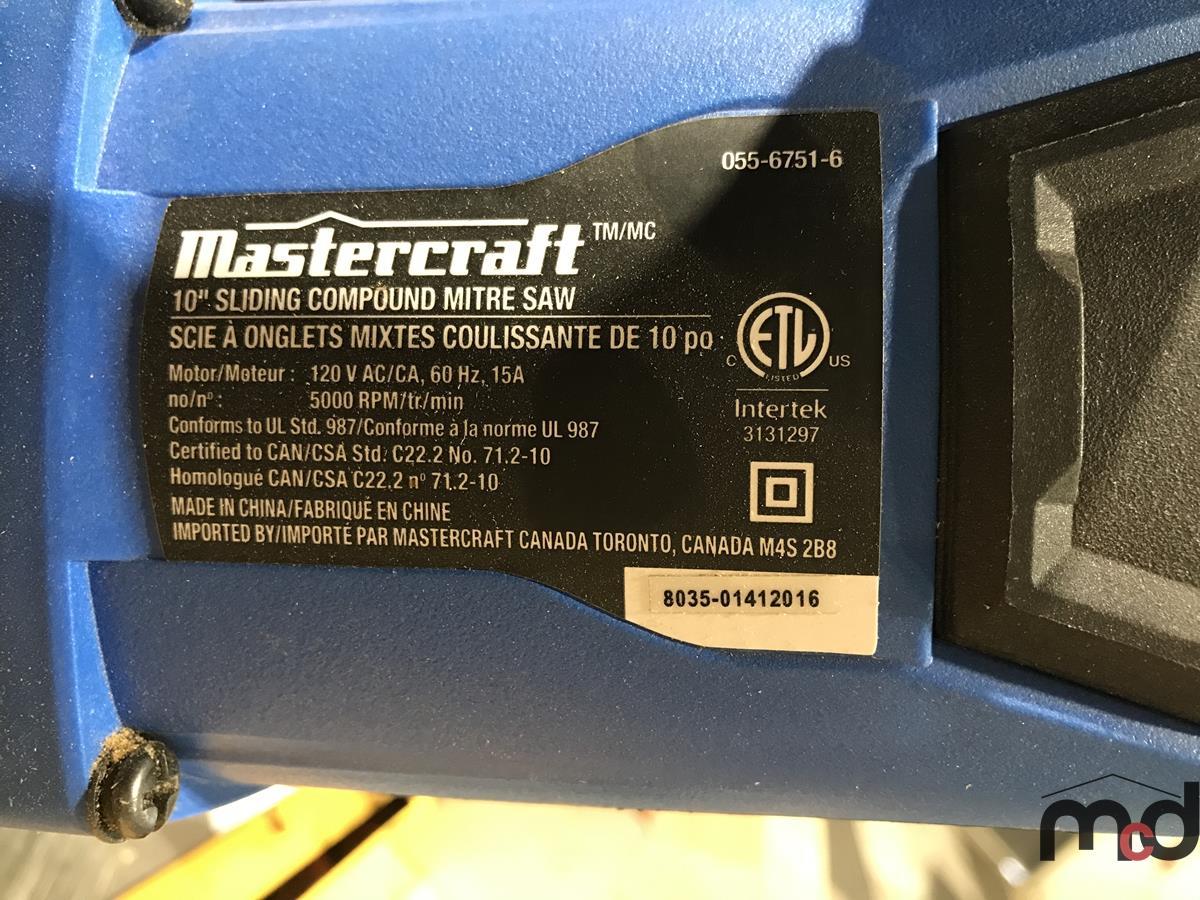 055-6751-6
Mastercraft TM/MC
10" SLIDING COMPOUND MITRE SAW
SCIE À ONGLETS MIXTES COULISSANTE DE 10 po
Motor/Moteur : 120 V AC/CA, 60 Hz, 15A
no/nº : 5000 RPM/tr/min
Conforms to UL Std. 987/Conforme à la norme UL 987
Certified to CAN/CSA Std. C22.2 No. 71.2-10
Homologué CAN/CSA C22.2 nº 71.2-10
MADE IN CHINA/FABRIQUÉ EN CHINE
IMPORTED BY/IMPORTÉ PAR MASTERCRAFT CANADA TORONTO, CANADA M4S 2B8
ETL
C US
LISTED
Intertek
3131297
8035-01412016
mcd